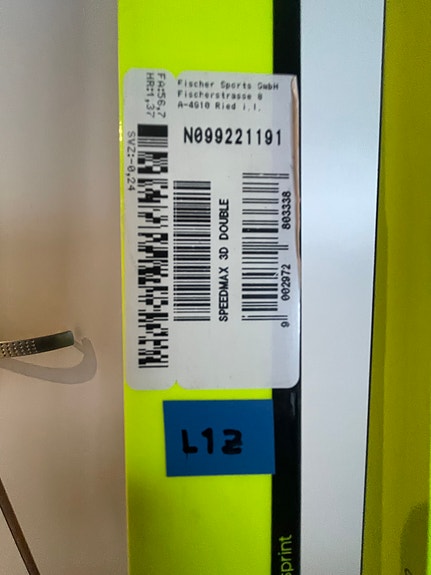 FA:56,7
HR:1,37
SVZ:-0,24
Fischer Sports GmbH
Fischerstrasse 8
A-4910 Ried i.I.
N099221191
SPEEDMAX 3D DOUBLE
9 002972 803338
L12
sprint